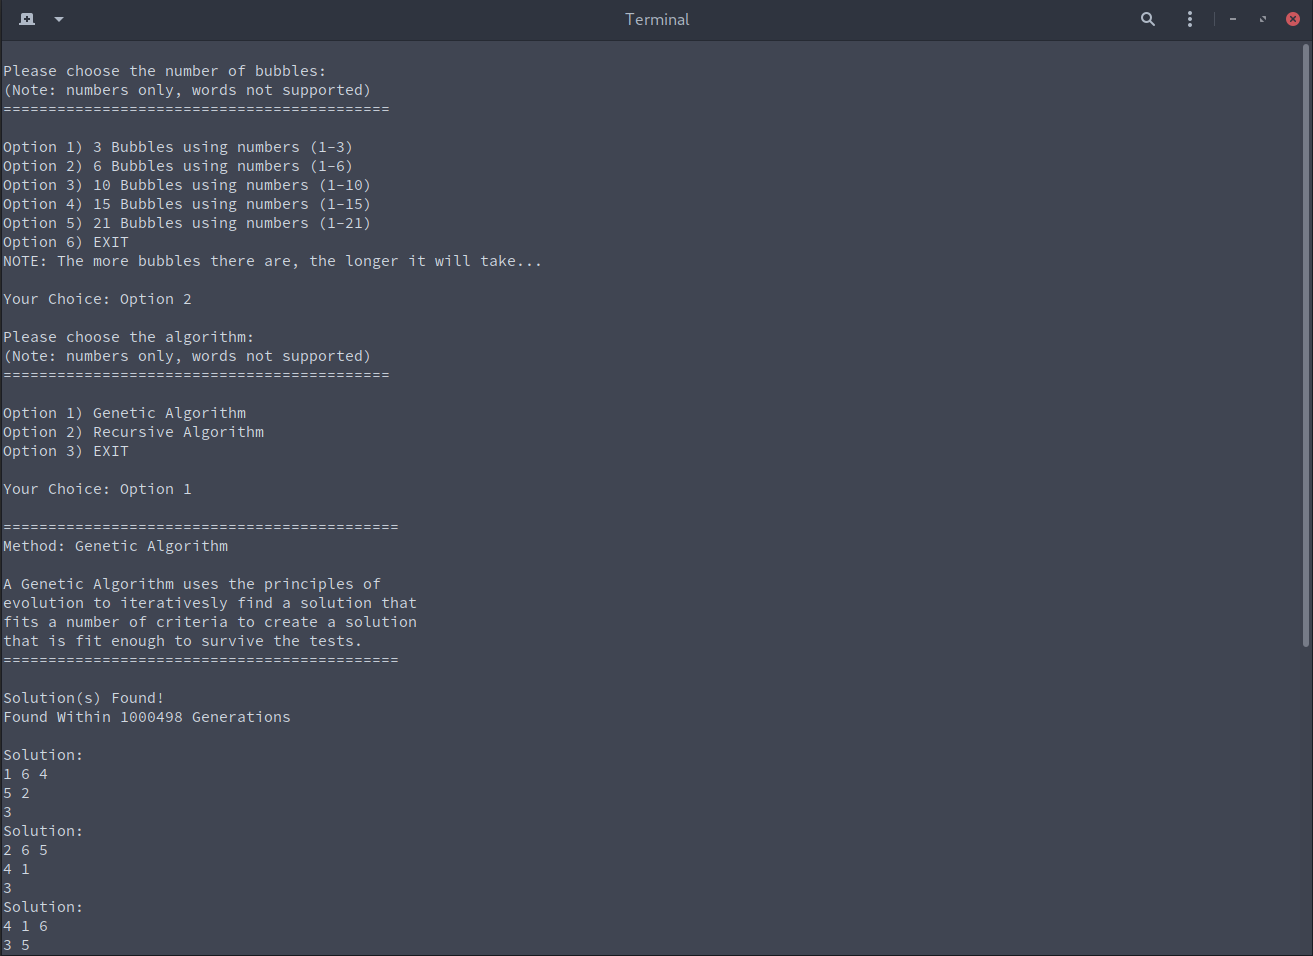 Terminal
Please choose the number of bubbles:
(Note: numbers only, words not supported)
===========================================
Option 1) 3 Bubbles using numbers (1-3)
Option 2) 6 Bubbles using numbers (1-6)
Option 3) 10 Bubbles using numbers (1-10)
Option 4) 15 Bubbles using numbers (1-15)
Option 5) 21 Bubbles using numbers (1-21)
Option 6) EXIT
NOTE: The more bubbles there are, the longer it will take...
Your Choice: Option 2
Please choose the algorithm:
(Note: numbers only, words not supported)
===========================================
Option 1) Genetic Algorithm
Option 2) Recursive Algorithm
Option 3) EXIT
Your Choice: Option 1
============================================
Method: Genetic Algorithm
A Genetic Algorithm uses the principles of
evolution to iterativesly find a solution that
fits a number of criteria to create a solution
that is fit enough to survive the tests.
============================================
Solution(s) Found!
Found Within 1000498 Generations
Solution:
1 6 4
5 2
3
Solution:
2 6 5
4 1
3
Solution:
4 1 6
3 5